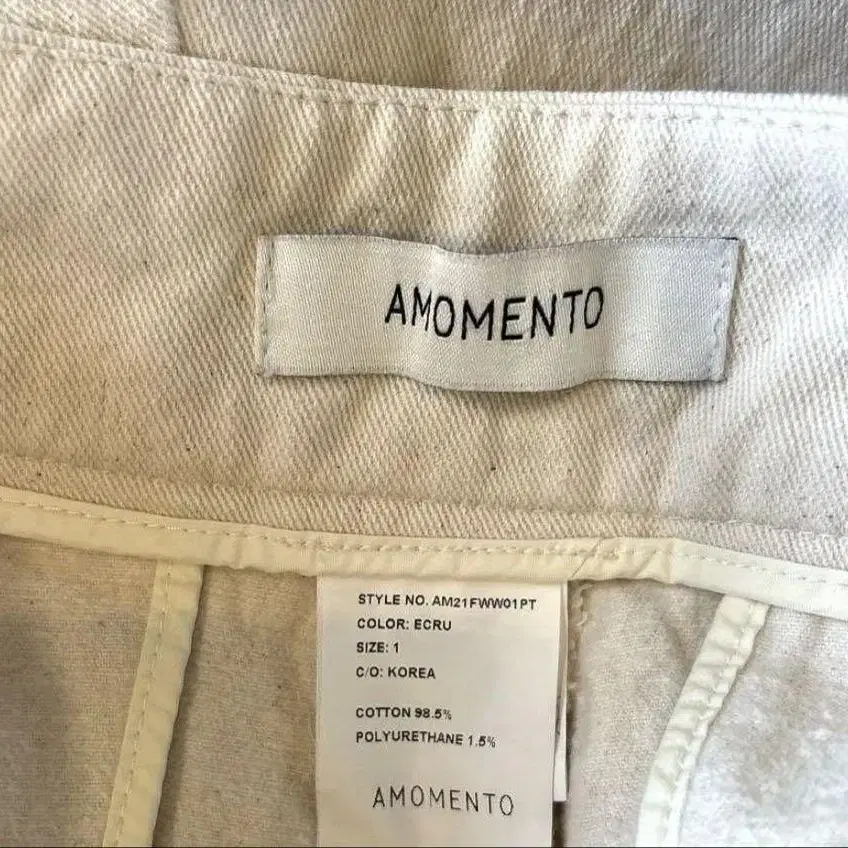 AMOMENTO
STYLE NO. AM21FWW01PT
COLOR: ECRU
SIZE: 1
C/O: KOREA
COTTON 98.5%
POLYURETHANE 1.5%
AMOMENTO